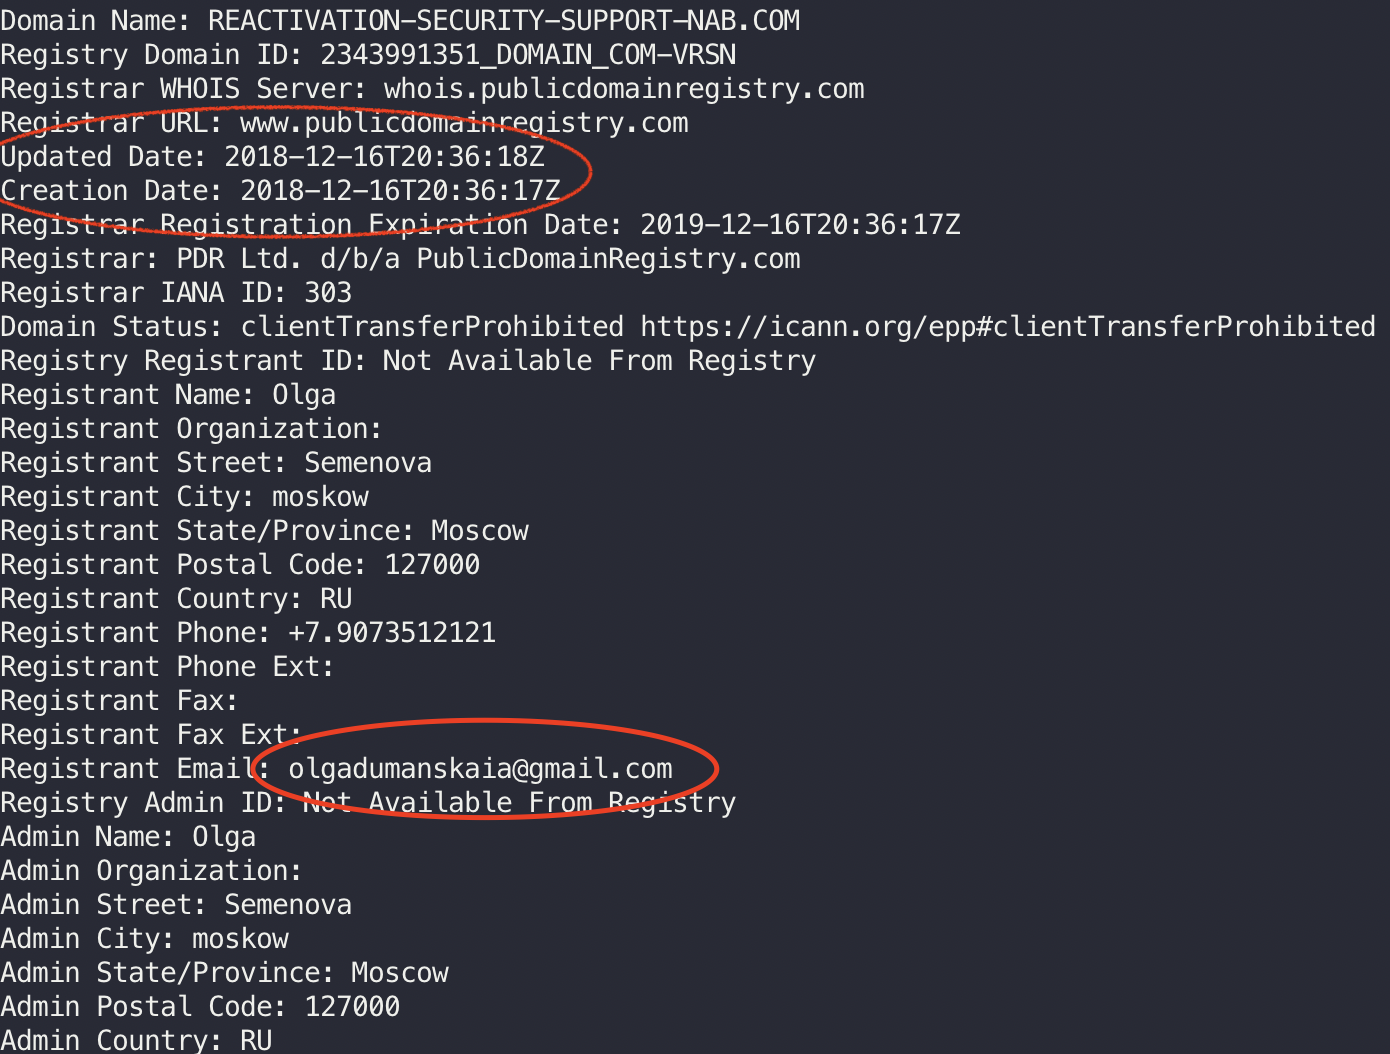 Domain Name: REACTIVATION-SECURITY-SUPPORT-NAB.COM
Registry Domain ID: 2343991351_DOMAIN_COM-VRSN
Registrar WHOIS Server: whois.publicdomainregistry.com
Registrar URL: www.publicdomainregistry.com
Updated Date: 2018-12-16T20:36:18Z
Creation Date: 2018-12-16T20:36:17Z
Registrar Registration Expiration Date: 2019-12-16T20:36:17Z
Registrar: PDR Ltd. d/b/a PublicDomainRegistry.com
Registrar IANA ID: 303
Domain Status: clientTransferProhibited https://icann.org/epp#clientTransferProhibited
Registry Registrant ID: Not Available From Registry
Registrant Name: Olga
Registrant Organization:
Registrant Street: Semenova
Registrant City: moskow
Registrant State/Province: Moscow
Registrant Postal Code: 127000
Registrant Country: RU
Registrant Phone: +7.9073512121
Registrant Phone Ext:
Registrant Fax:
Registrant Fax Ext:
Registrant Email: olgadumanskaia@gmail.com
Registry Admin ID: Not Available From Registry
Admin Name: Olga
Admin Organization:
Admin Street: Semenova
Admin City: moskow
Admin State/Province: Moscow
Admin Postal Code: 127000
Admin Country: RU